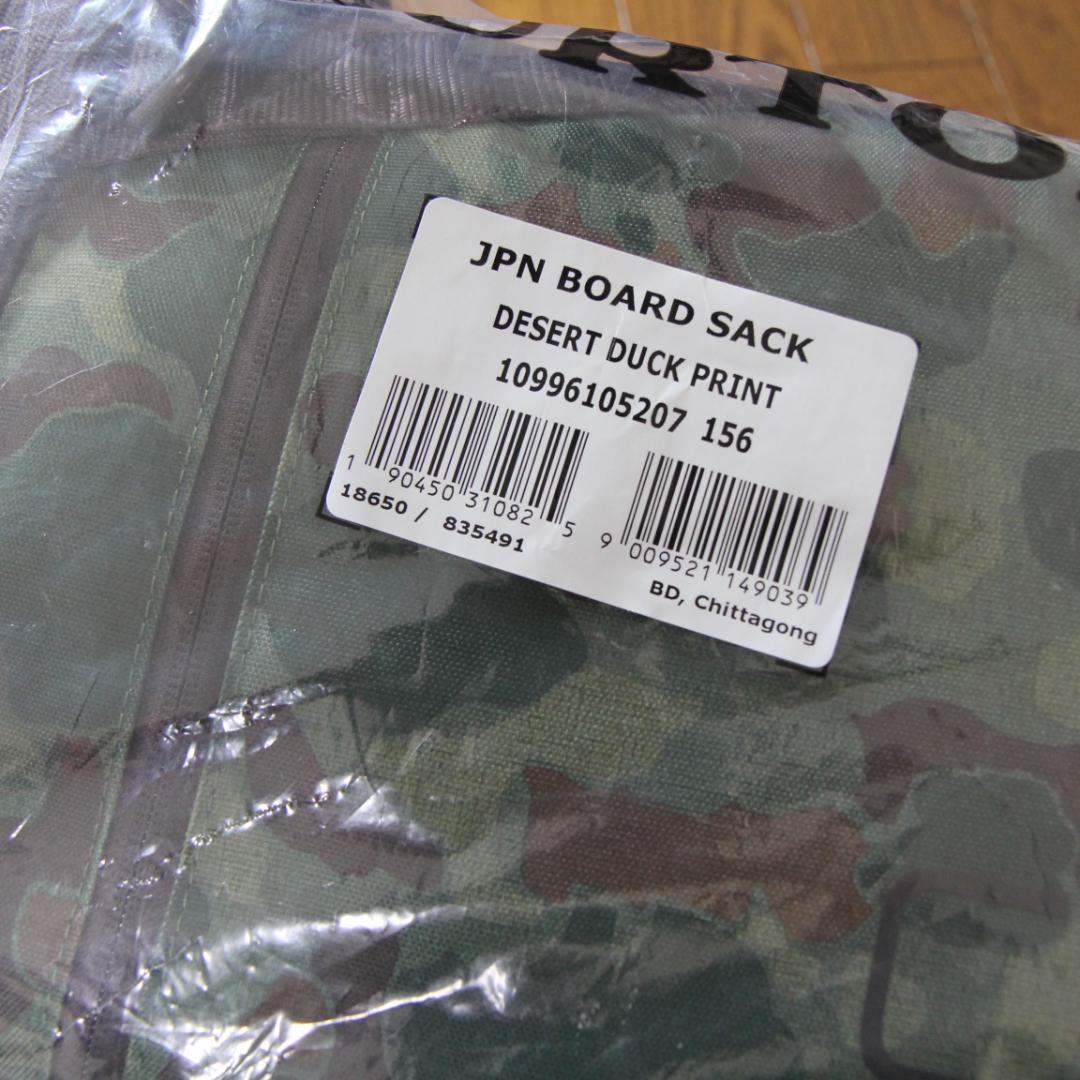 JPN BOARD SACK
DESERT DUCK PRINT
10996105207 156
1 90450 31082 5
18650 / 835491
9 009521 149039
BD, Chittagong